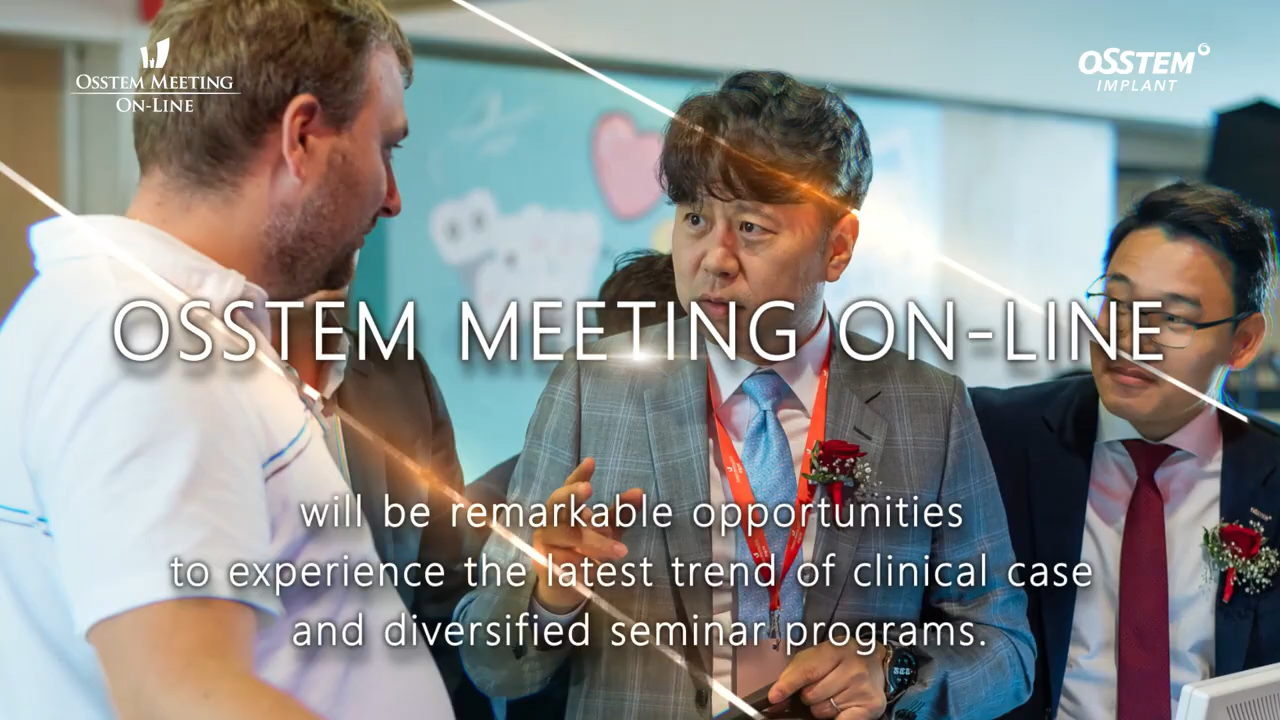 OSSTEM MEETING
ON-LINE
OSSTEM
IMPLANT
OSSTEM MEETING ON-LINE
will be remarkable opportunities
to experience the latest trend of clinical case
and diversified seminar programs.